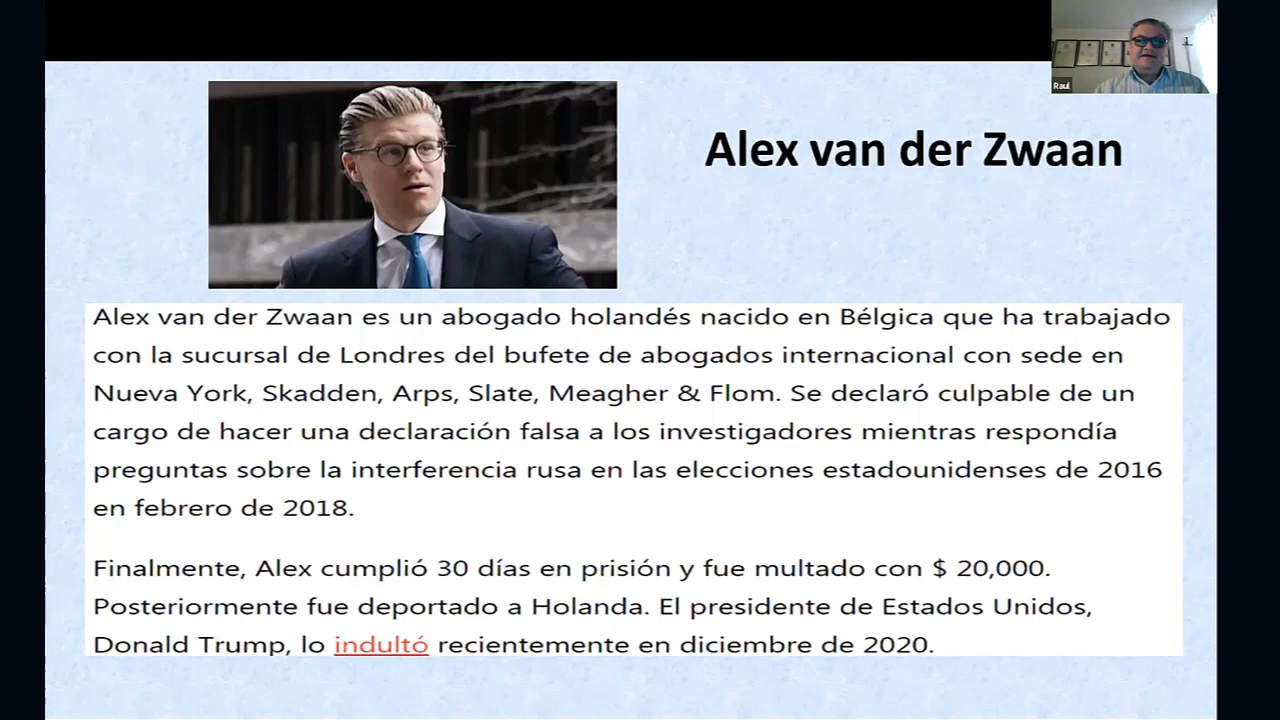 Raul
Alex van der Zwaan
Alex van der Zwaan es un abogado holandés nacido en Bélgica que ha trabajado
con la sucursal de Londres del bufete de abogados internacional con sede en
Nueva York, Skadden, Arps, Slate, Meagher & Flom. Se declaró culpable de un
cargo de hacer una declaración falsa a los investigadores mientras respondía
preguntas sobre la interferencia rusa en las elecciones estadounidenses de 2016
en febrero de 2018.
Finalmente, Alex cumplió 30 días en prisión y fue multado con $ 20,000.
Posteriormente fue deportado a Holanda. El presidente de Estados Unidos,
Donald Trump, lo indultó recientemente en diciembre de 2020.